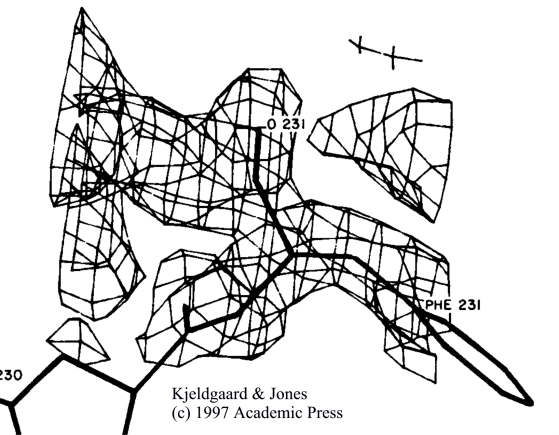 O 231
PHE 231
230
Kjeldgaard & Jones
(c) 1997 Academic Press